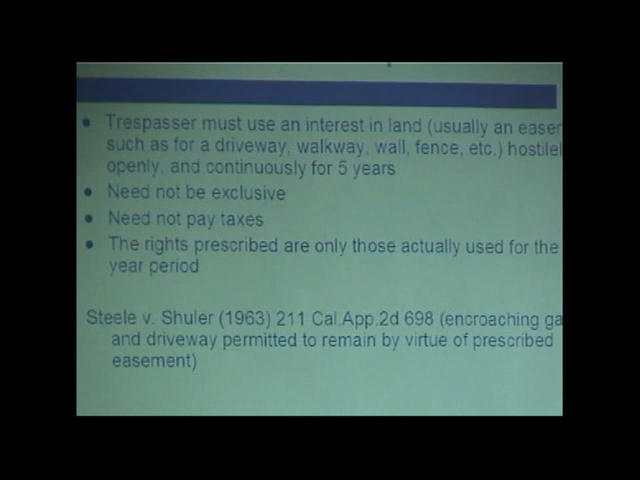 • Trespasser must use an interest in land (usually an easer
such as for a driveway, walkway, wall, fence, etc.) hostilel
openly, and continuously for 5 years
• Need not be exclusive
• Need not pay taxes
• The rights prescribed are only those actually used for the
year period
Steele v. Shuler (1963) 211 Cal.App.2d 698 (encroaching ga
and driveway permitted to remain by virtue of prescribed
easement)